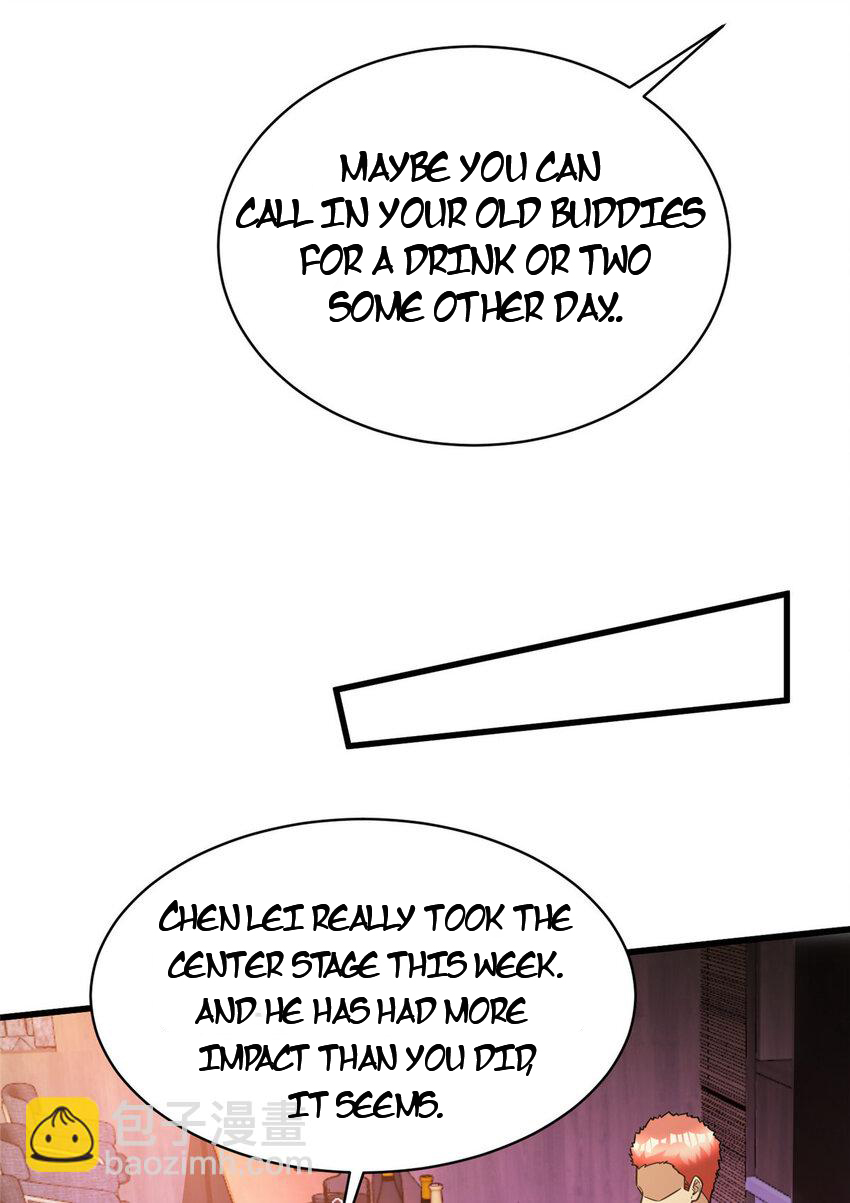 MAYBE YOU CAN
CALL IN YOUR OLD BUDDIES
FOR A DRINK OR TWO
SOME OTHER DAY..
CHEN LEI REALLY TOOK THE
CENTER STAGE THIS WEEK.
AND HE HAS HAD MORE
IMPACT THAN YOU DID,
IT SEEMS.
包子漫畫
baozimh.com